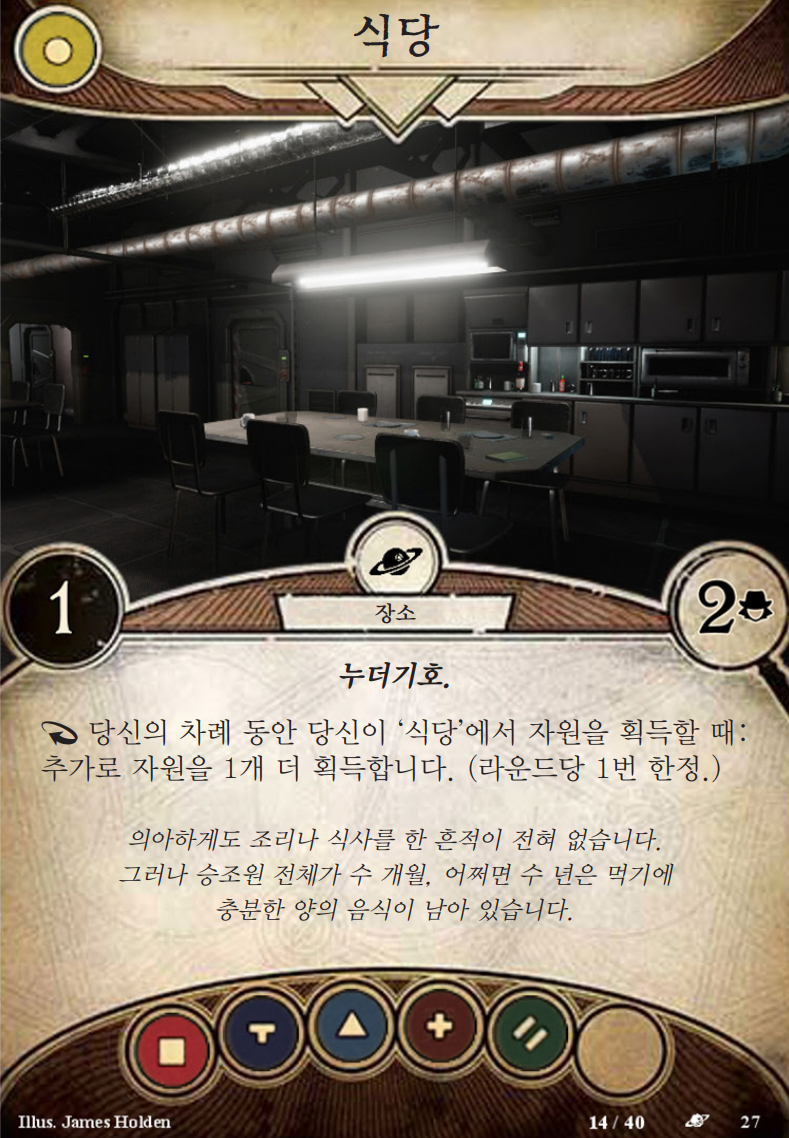 식당
1
2
장소
누더기호.
당신의 차례 동안 당신이 ‘식당’에서 자원을 획득할 때:
추가로 자원을 1개 더 획득합니다. (라운드당 1번 한정.)
의아하게도 조리나 식사를 한 흔적이 전혀 없습니다.
그러나 승조원 전체가 수 개월, 어쩌면 수 년은 먹기에
충분한 양의 음식이 남아 있습니다.
Illus. James Holden
14 / 40
27